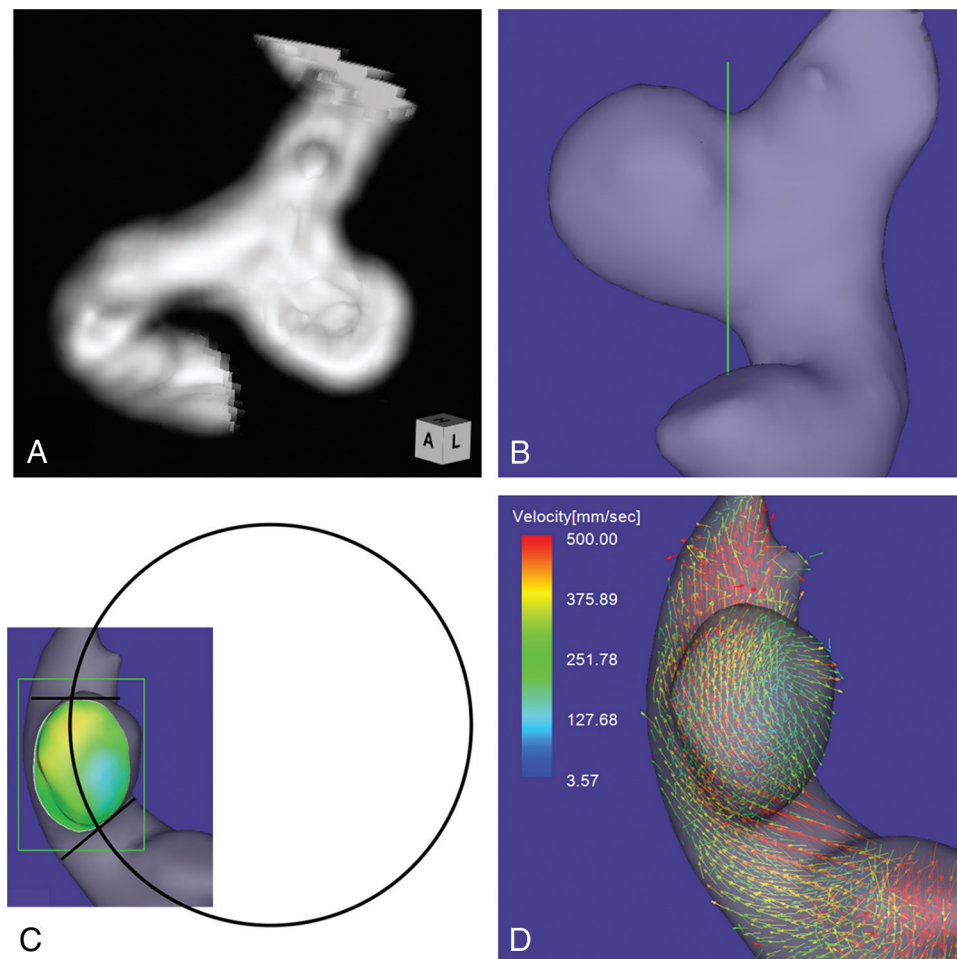 H
A L
A
B
C
Velocity[mm/sec]
500.00
375.89
251.78
127.68
3.57
D